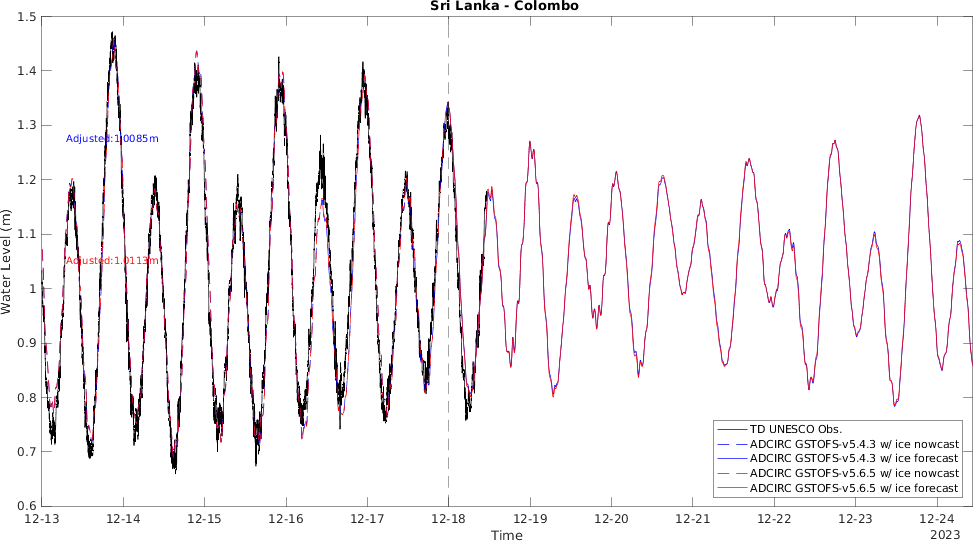 Sri Lanka - Colombo
1.5
1.4
1.3
1.2
1.1
1
0.9
0.8
0.7
0.6
Water Level (m)
Adjusted:1.0085m
Adjusted:1.0113m
TD UNESCO Obs.
ADCIRC GSTOFS-v5.4.3 w/ ice nowcast
ADCIRC GSTOFS-v5.4.3 w/ ice forecast
ADCIRC GSTOFS-v5.6.5 w/ ice nowcast
ADCIRC GSTOFS-v5.6.5 w/ ice forecast
12-13 12-14 12-15 12-16 12-17 12-18 12-19 12-20 12-21 12-22 12-23 12-24
Time
2023